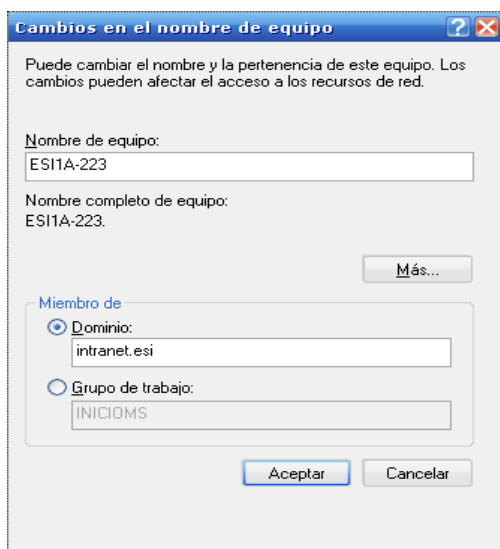 Cambios en el nombre de equipo
Puede cambiar el nombre y la pertenencia de este equipo. Los
cambios pueden afectar el acceso a los recursos de red.
Nombre de equipo:
ESI1A-223
Nombre completo de equipo:
ESI1A-223.
Más...
Miembro de
Dominio:
intranet.esi
Grupo de trabajo:
INICIOMS
Aceptar
Cancelar